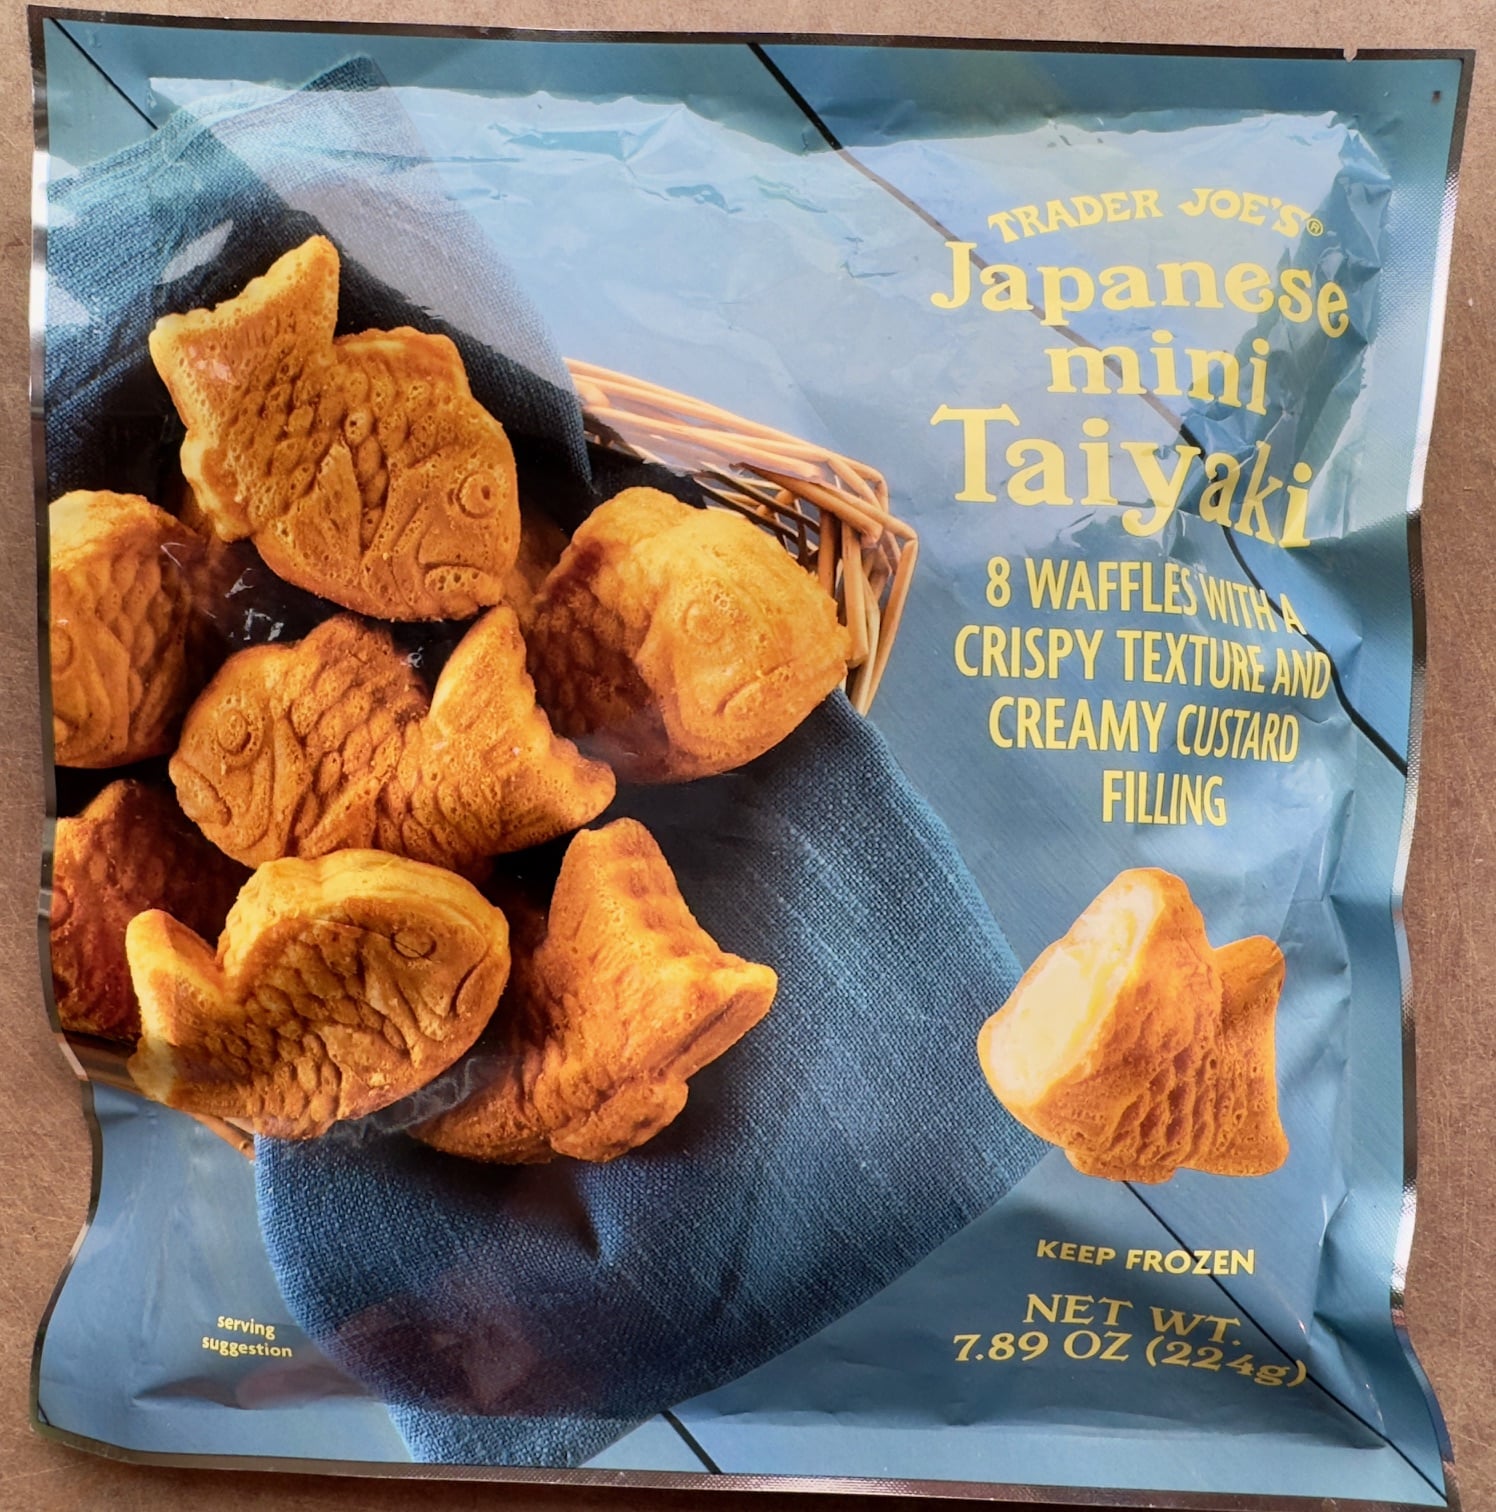 TRADER JOE'S®
Japanese
mini
Taiyaki
8 WAFFLES WITH A
CRISPY TEXTURE AND
CREAMY CUSTARD
FILLING
KEEP FROZEN
NET WT.
7.89 OZ (224g)
serving
suggestion